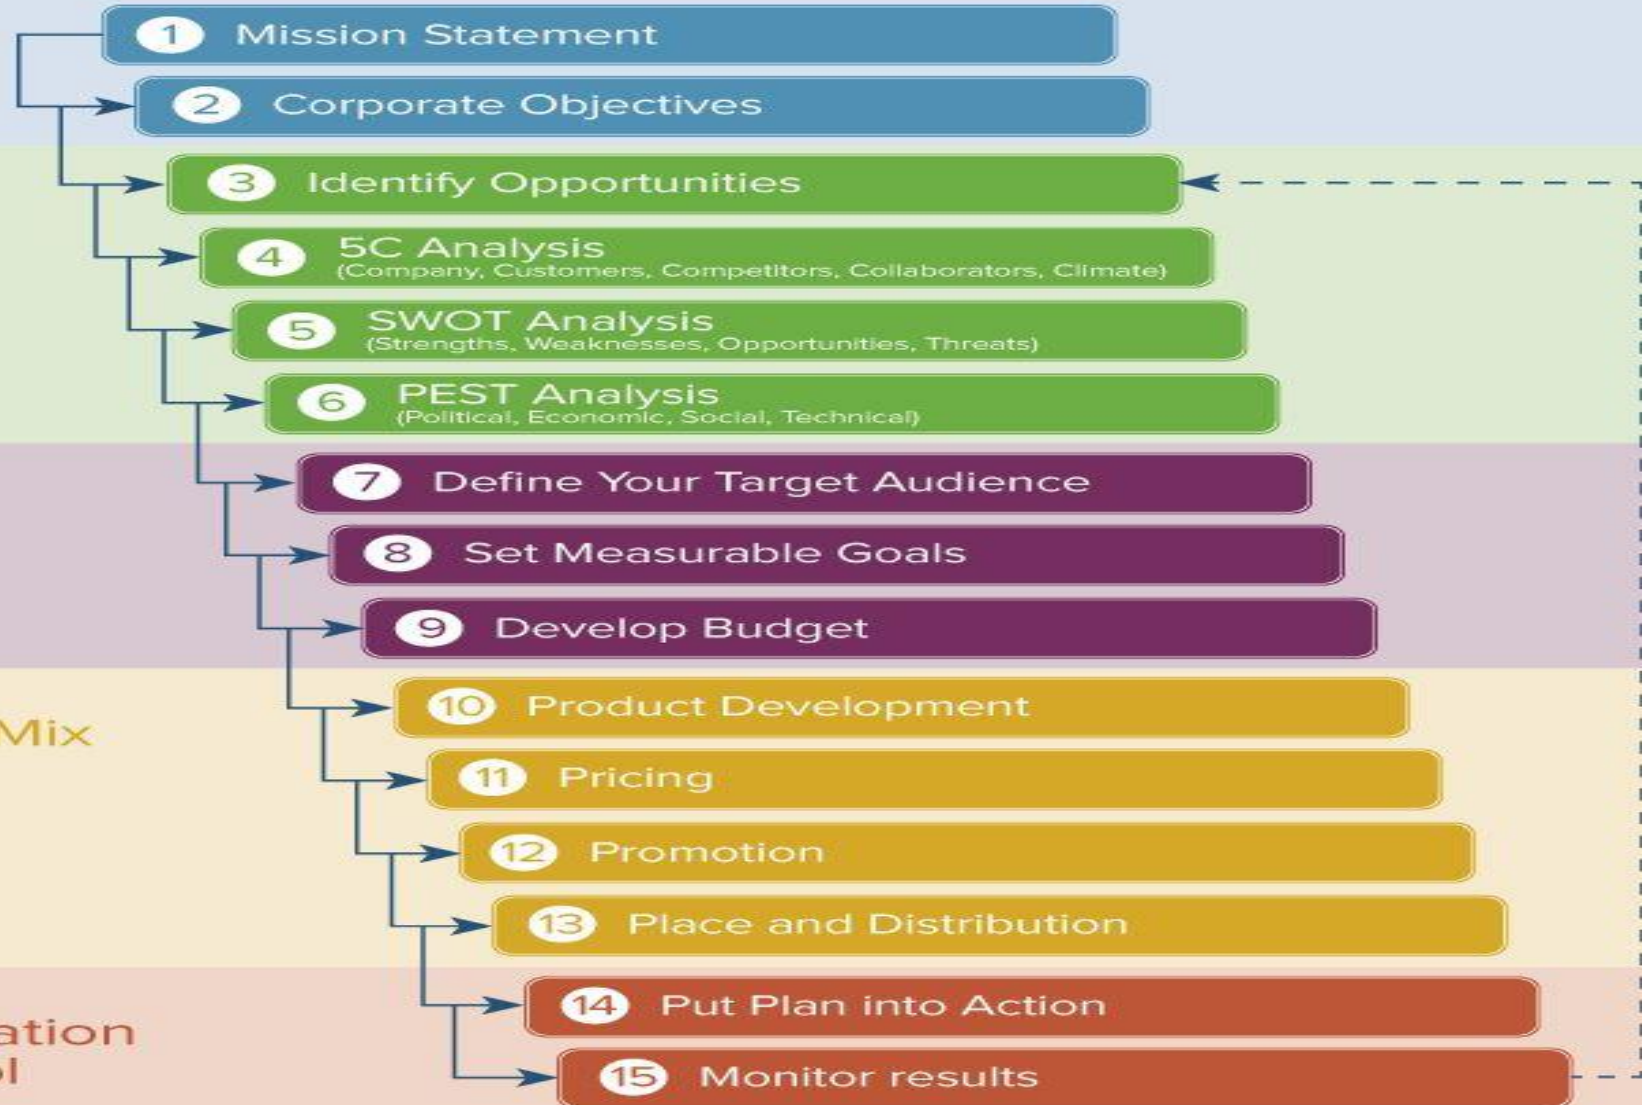 1 Mission Statement
2 Corporate Objectives
3 Identify Opportunities
4 5C Analysis
(Company, Customers, Competitors, Collaborators, Climate)
5 SWOT Analysis
(Strengths, Weaknesses, Opportunities, Threats)
6 PEST Analysis
(Political, Economic, Social, Technical)
7 Define Your Target Audience
8 Set Measurable Goals
9 Develop Budget
10 Product Development
Mix
11 Pricing
12 Promotion
13 Place and Distribution
14 Put Plan into Action
15 Monitor results